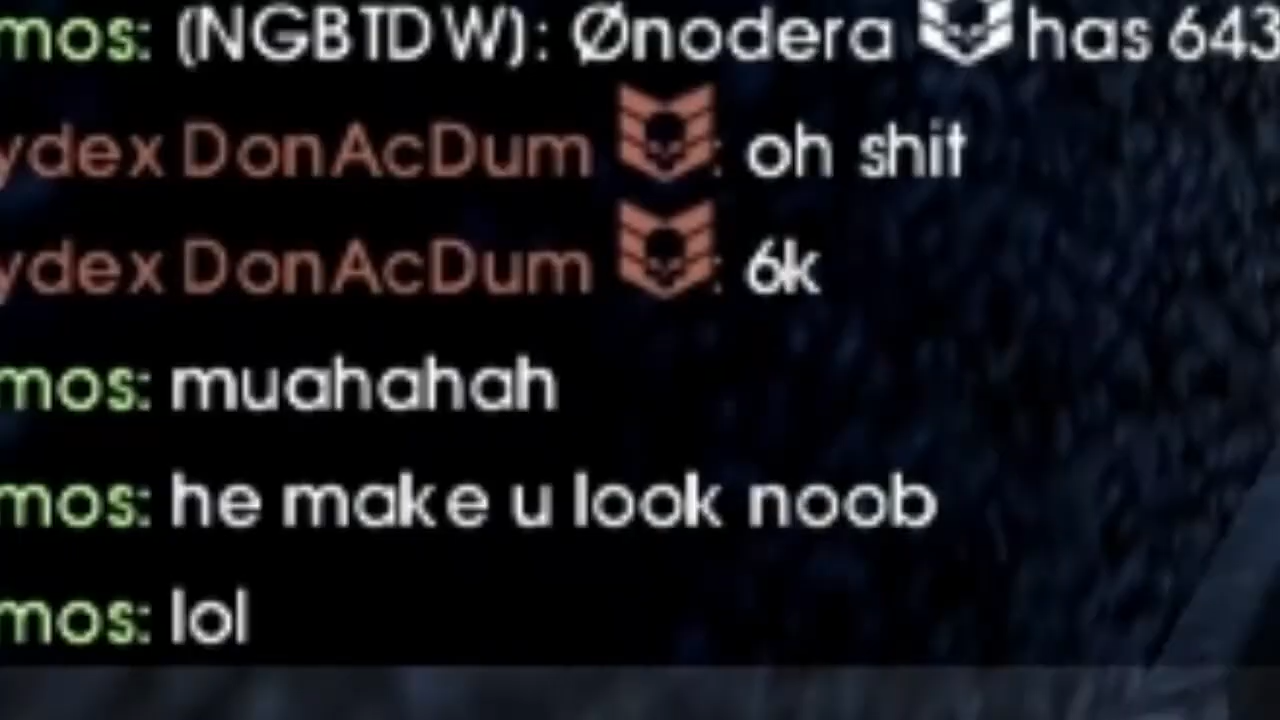 mos: (NGBTDW): Ønodera has 643
ydex DonAcDum : oh shit
ydex DonAcDum : 6k
mos: muahahah
mos: he make u look noob
mos: lol